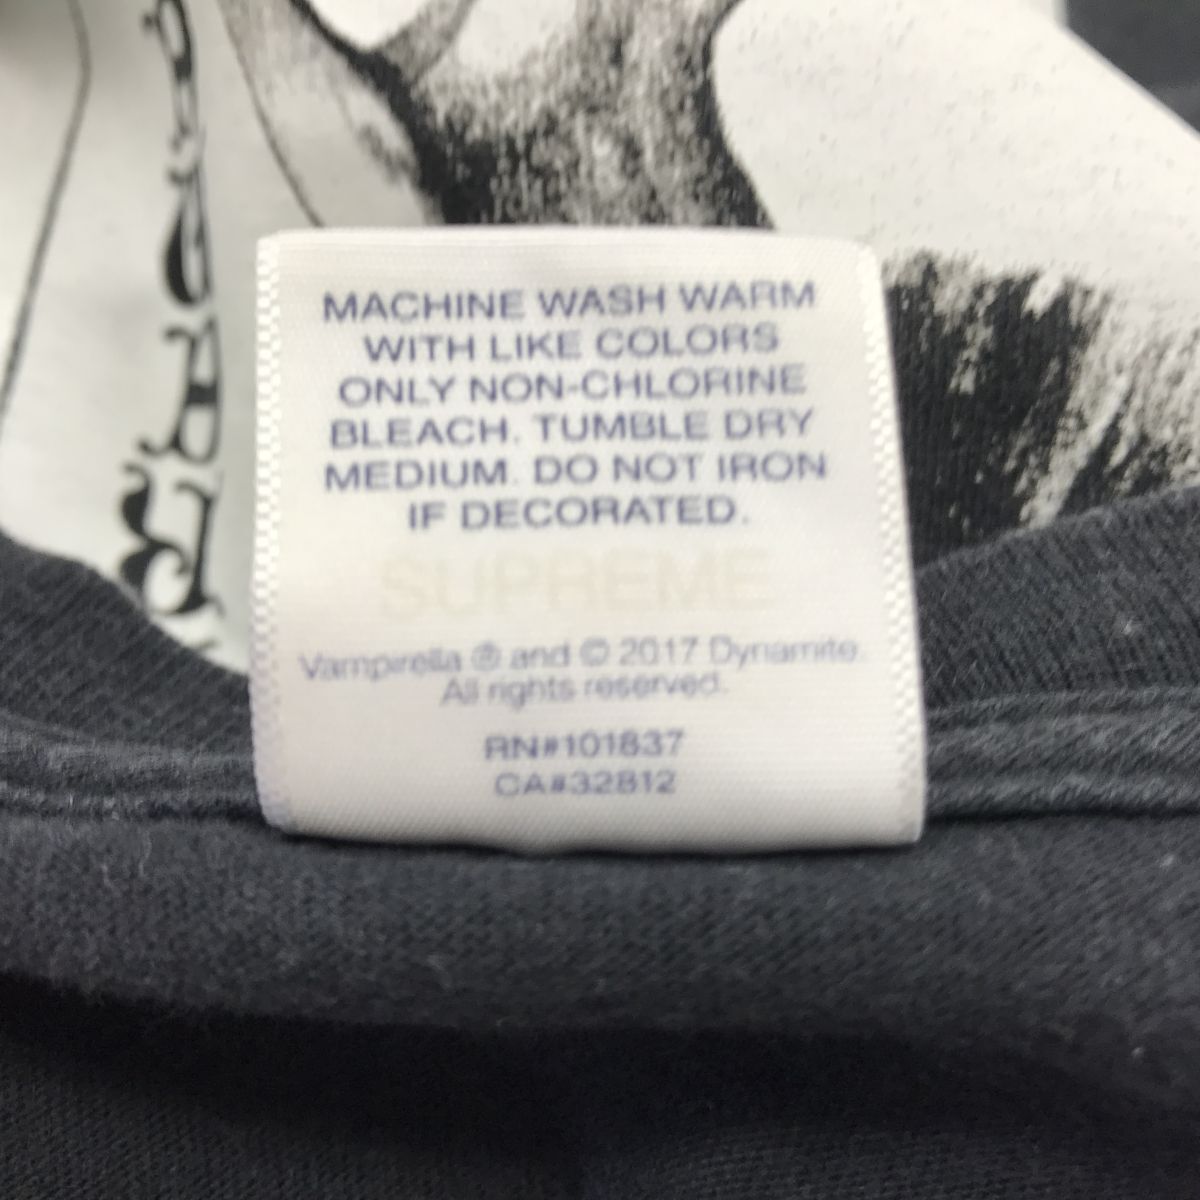 MACHINE WASH WARM
WITH LIKE COLORS
ONLY NON-CHLORINE
BLEACH. TUMBLE DRY
MEDIUM. DO NOT IRON
IF DECORATED.
SUPREME
Vampirella ® and © 2017 Dynamite.
All rights reserved.
RN#101837
CA#32812